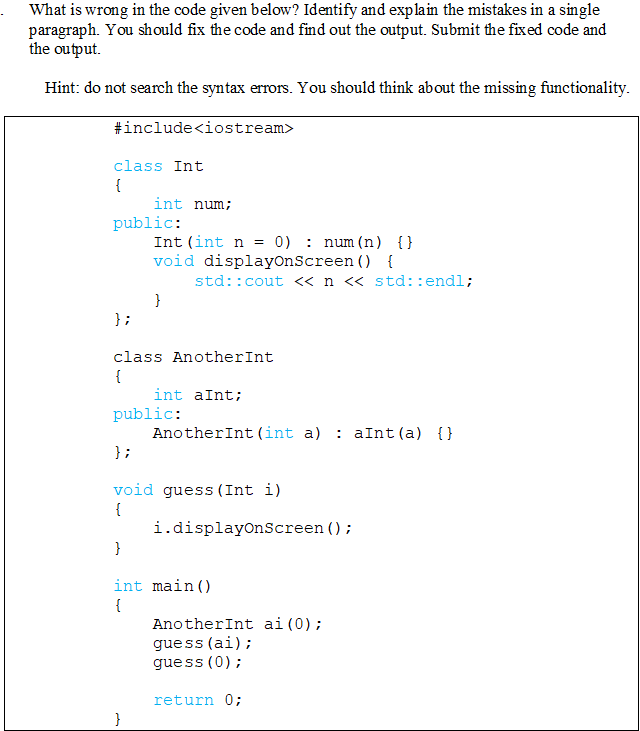 . What is wrong in the code given below? Identify and explain the mistakes in a single
paragraph. You should fix the code and find out the output. Submit the fixed code and
the output.
Hint: do not search the syntax errors. You should think about the missing functionality.
#include<iostream>
class Int
{
int num;
public:
Int(int n = 0) : num(n) {}
void displayOnScreen() {
std::cout << n << std::endl;
}
};
class AnotherInt
{
int aInt;
public:
AnotherInt(int a) : aInt(a) {}
};
void guess(Int i)
{
i.displayOnScreen();
}
int main()
{
AnotherInt ai(0);
guess(ai);
guess(0);
return 0;
}